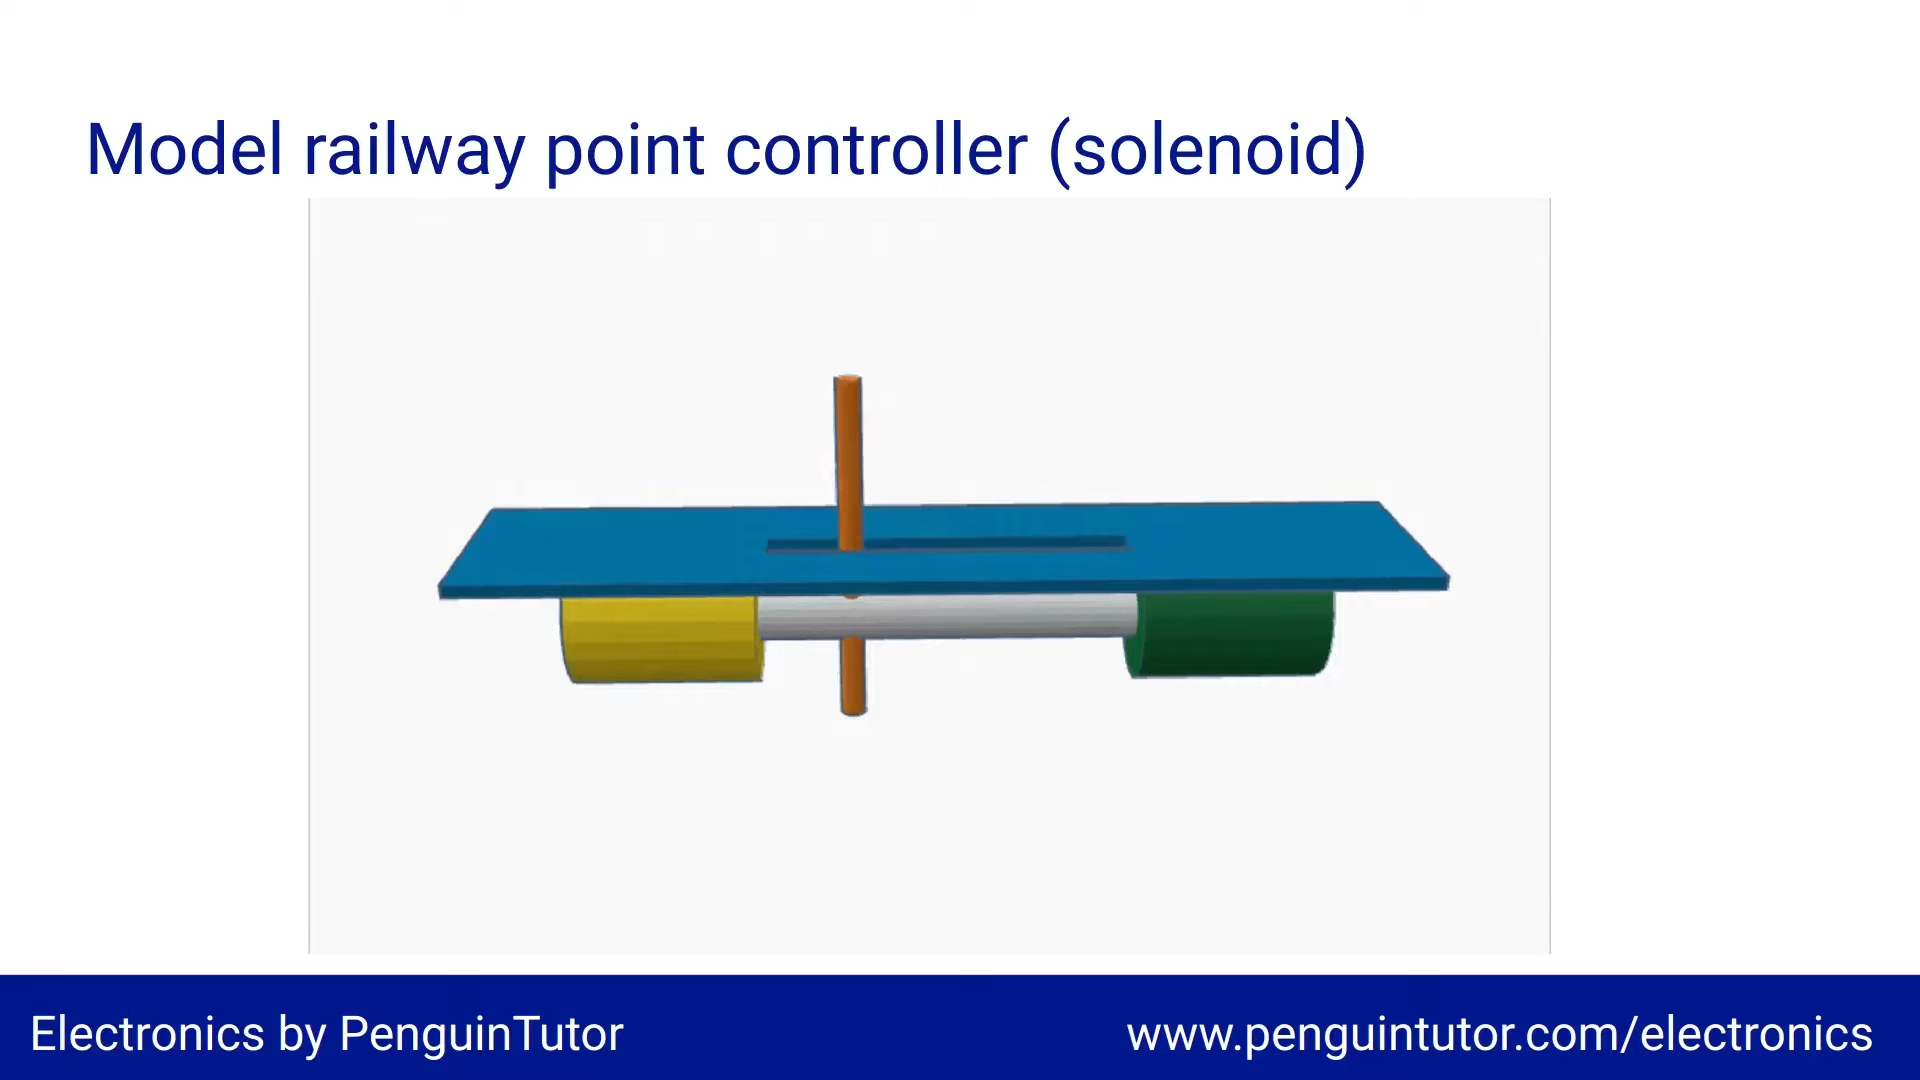 Model railway point controller (solenoid)
Electronics by PenguinTutor
www.penguintutor.com/electronics